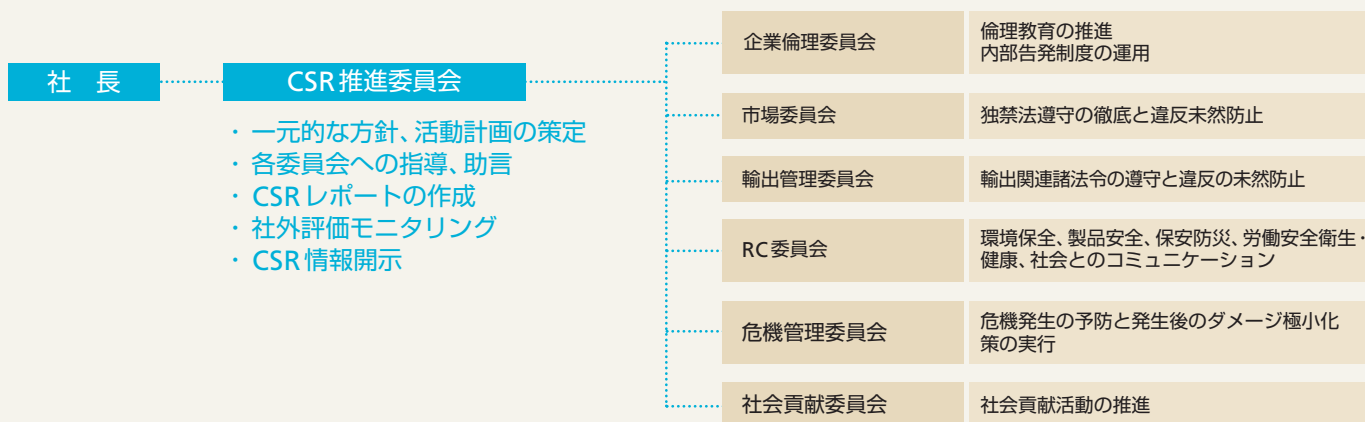 社　長
CSR推進委員会
・ 一元的な方針、活動計画の策定
・ 各委員会への指導、助言
・ CSRレポートの作成
・ 社外評価モニタリング
・ CSR情報開示
企業倫理委員会
倫理教育の推進
内部告発制度の運用
市場委員会
独禁法遵守の徹底と違反未然防止
輸出管理委員会
輸出関連諸法令の遵守と違反の未然防止
RC委員会
環境保全、製品安全、保安防災、労働安全衛生・
健康、社会とのコミュニケーション
危機管理委員会
危機発生の予防と発生後のダメージ極小化
策の実行
社会貢献委員会
社会貢献活動の推進